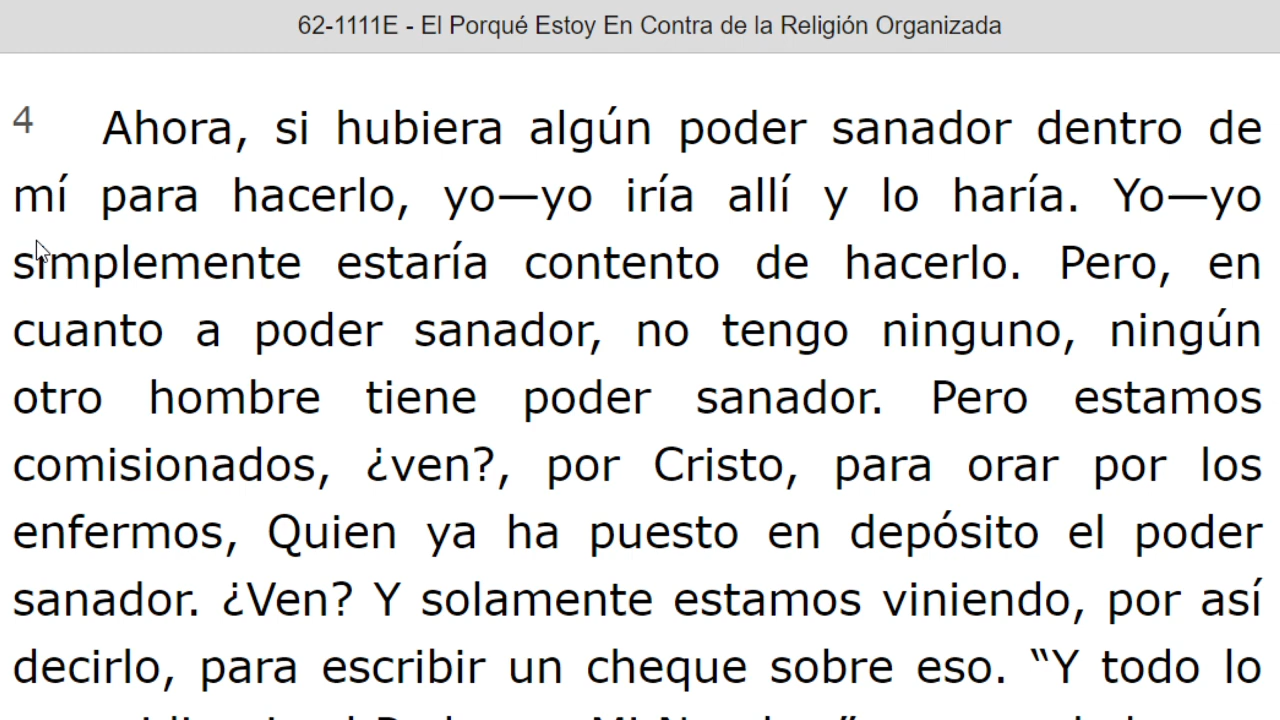 62-1111E - El Porqué Estoy En Contra de la Religión Organizada
4 Ahora, si hubiera algún poder sanador dentro de
mí para hacerlo, yo—yo iría allí y lo haría. Yo—yo
simplemente estaría contento de hacerlo. Pero, en
cuanto a poder sanador, no tengo ninguno, ningún
otro hombre tiene poder sanador. Pero estamos
comisionados, ¿ven?, por Cristo, para orar por los
enfermos, Quien ya ha puesto en depósito el poder
sanador. ¿Ven? Y solamente estamos viniendo, por así
decirlo, para escribir un cheque sobre eso. “Y todo lo